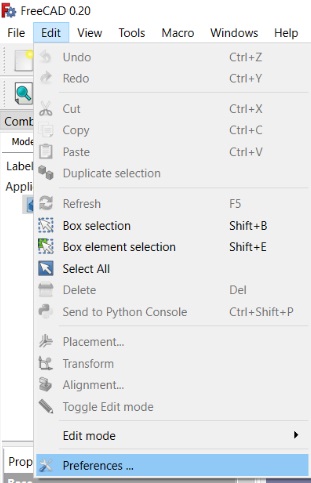 FreeCAD 0.20
File Edit View Tools Macro Windows Help
Undo Ctrl+Z
Redo Ctrl+Y
Cut Ctrl+X
Copy Ctrl+C
Paste Ctrl+V
Duplicate selection
Refresh F5
Box selection Shift+B
Box element selection Shift+E
Select All
Delete Del
Send to Python Console Ctrl+Shift+P
Placement...
Transform
Alignment...
Toggle Edit mode
Edit mode
Preferences ...
Comb
Mode
Label
Applic
Prop